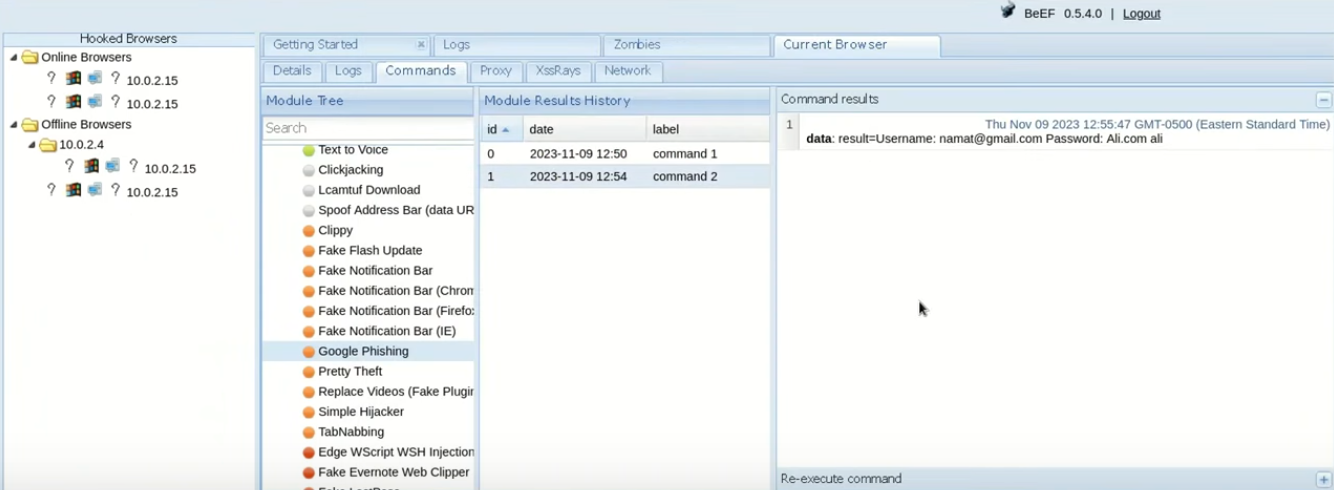 BeEF 0.5.4.0 | Logout
Hooked Browsers
Online Browsers
? ? 10.0.2.15
? ? 10.0.2.15
Offline Browsers
10.0.2.4
? ? 10.0.2.15
? ? 10.0.2.15
Getting Started
Logs
Zombies
Current Browser
Details
Logs
Commands
Proxy
XssRays
Network
Module Tree
Search
Text to Voice
Clickjacking
Lcamtuf Download
Spoof Address Bar (data UR
Clippy
Fake Flash Update
Fake Notification Bar
Fake Notification Bar (Chrom
Fake Notification Bar (Firefo
Fake Notification Bar (IE)
Google Phishing
Pretty Theft
Replace Videos (Fake Plugin
Simple Hijacker
TabNabbing
Edge WScript WSH Injection
Fake Evernote Web Clipper
Module Results History
id date label
0 2023-11-09 12:50 command 1
1 2023-11-09 12:54 command 2
Command results
1 Thu Nov 09 2023 12:55:47 GMT-0500 (Eastern Standard Time)
data: result=Username: namat@gmail.com Password: Ali.com ali
Re-execute command